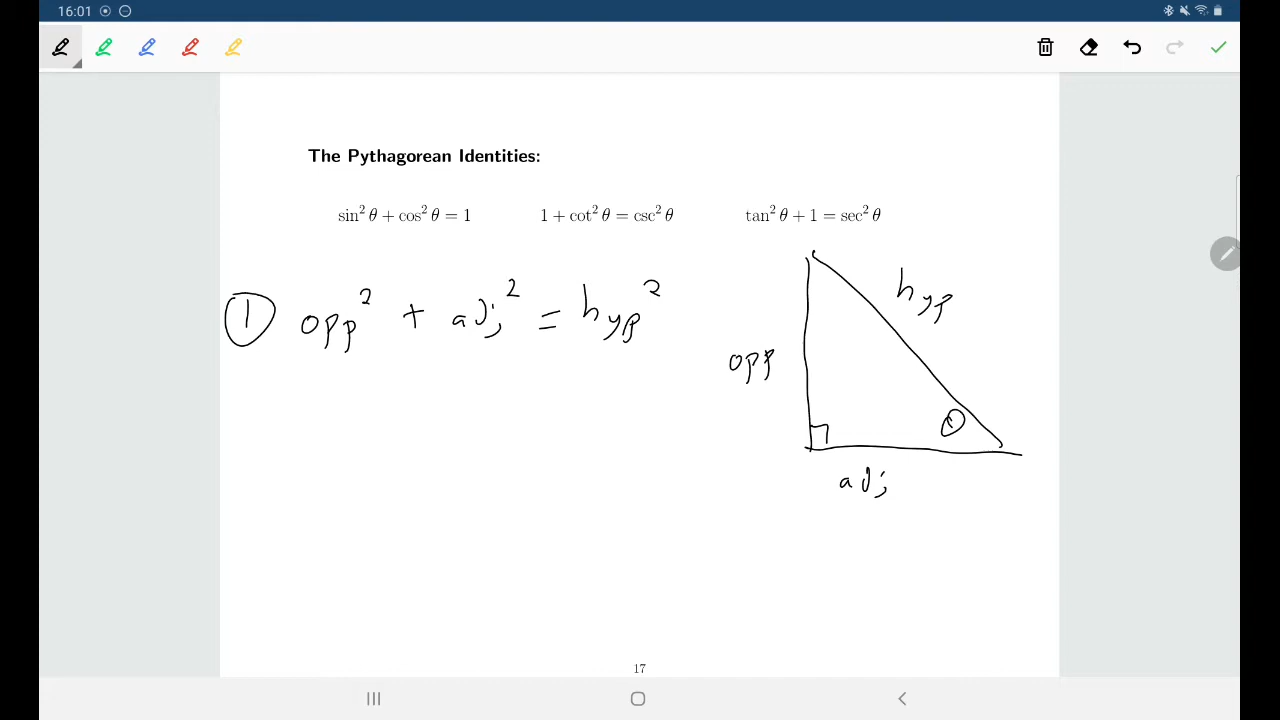 16:01
The Pythagorean Identities:
sin² θ + cos² θ = 1    1 + cot² θ = csc² θ    tan² θ + 1 = sec² θ
① opp² + adj² = hyp²
hyp
opp
θ
adj
17